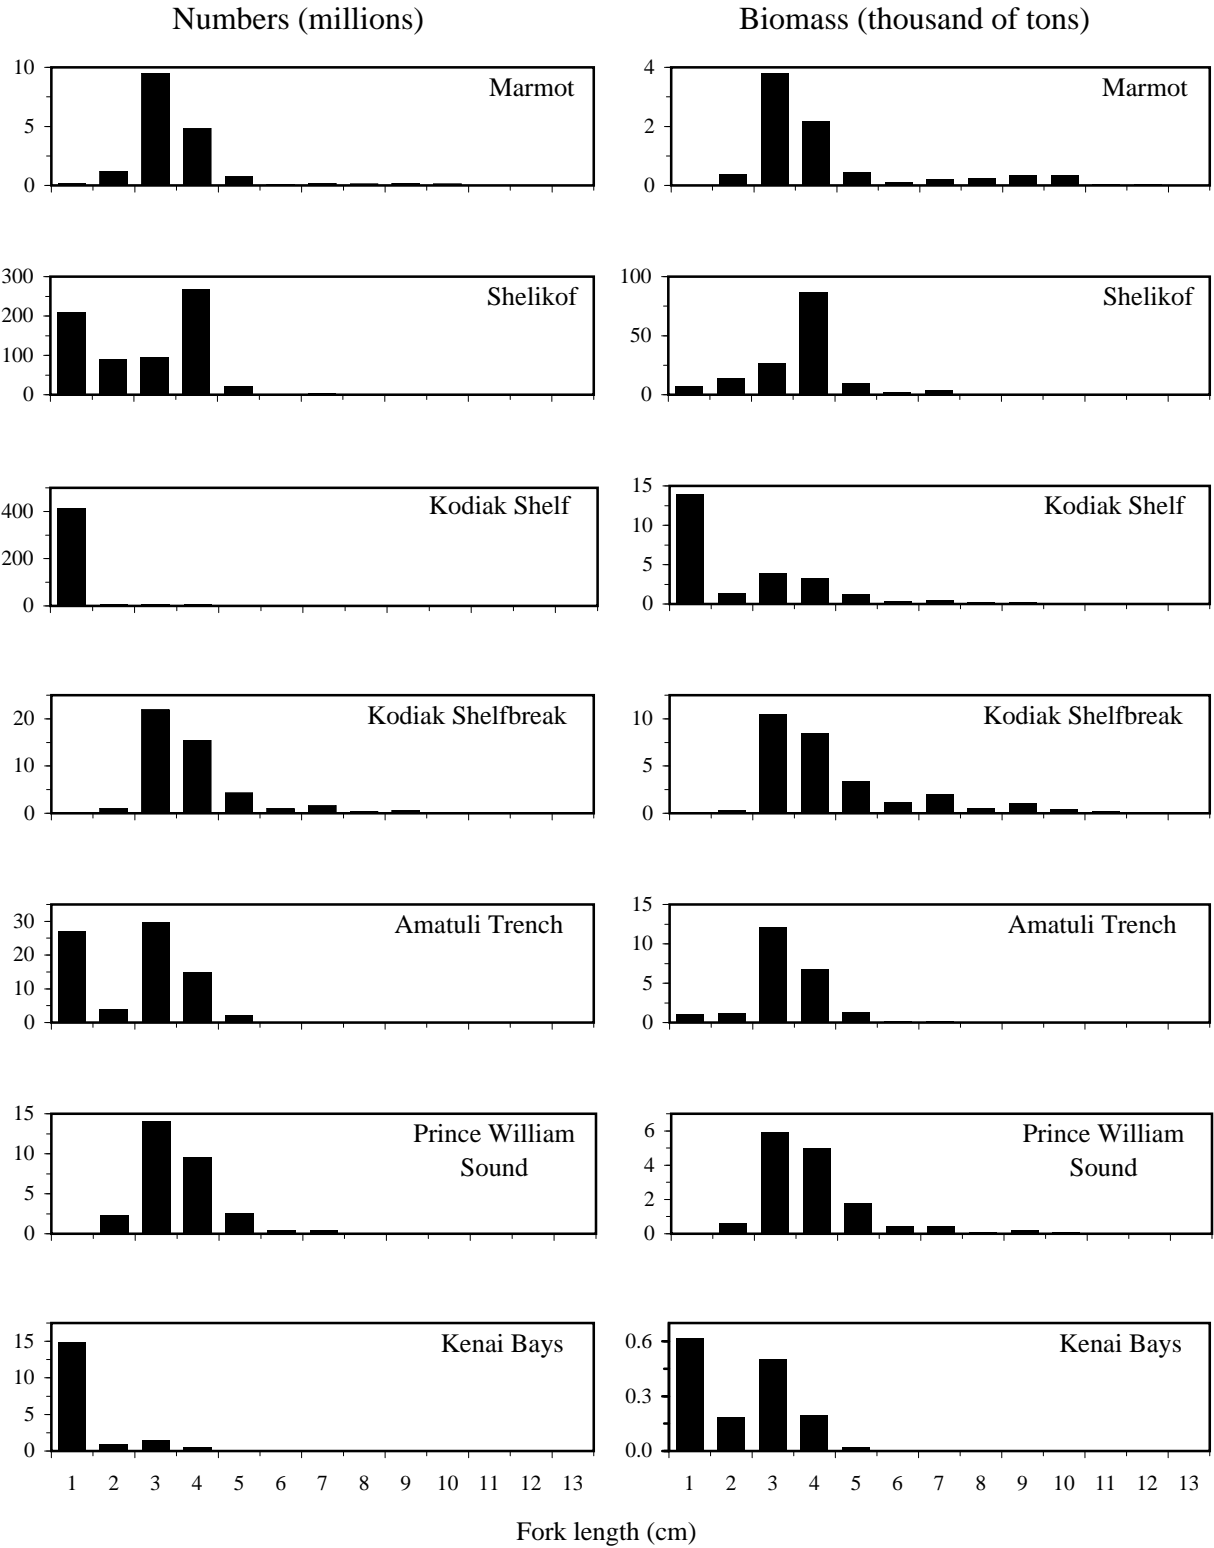 Numbers (millions)
Biomass (thousand of tons)
10
5
0
Marmot
4
2
0
Marmot
300
200
100
0
Shelikof
100
50
0
Shelikof
400
200
0
Kodiak Shelf
15
10
5
0
Kodiak Shelf
20
10
0
Kodiak Shelfbreak
10
5
0
Kodiak Shelfbreak
30
20
10
0
Amatuli Trench
15
10
5
0
Amatuli Trench
15
10
5
0
Prince William
Sound
6
4
2
0
Prince William
Sound
15
10
5
0
Kenai Bays
0.6
0.3
0.0
Kenai Bays
1 2 3 4 5 6 7 8 9 10 11 12 13
1 2 3 4 5 6 7 8 9 10 11 12 13
Fork length (cm)